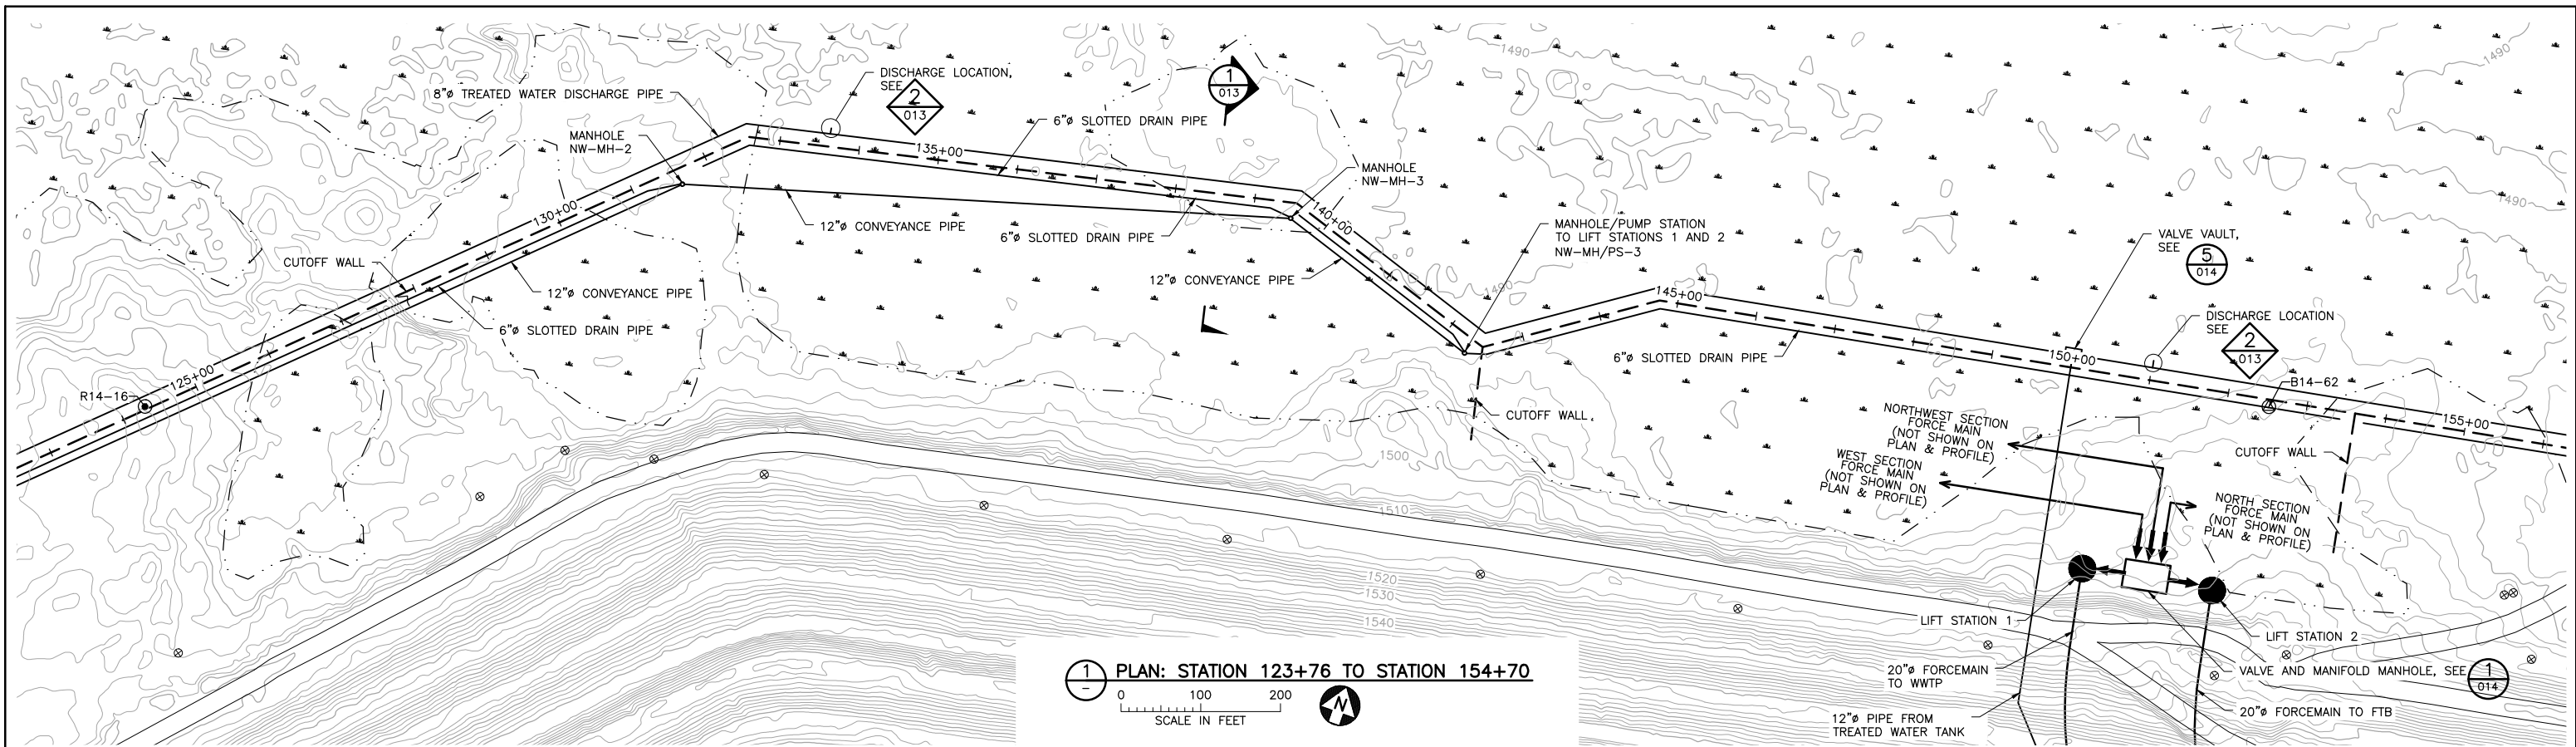 1490
1490
DISCHARGE LOCATION,
SEE
2
013
1
013
8"ø TREATED WATER DISCHARGE PIPE
6"ø SLOTTED DRAIN PIPE
MANHOLE
NW-MH-2
135+00
MANHOLE
NW-MH-3
1490
130+00
140+00
12"ø CONVEYANCE PIPE
6"ø SLOTTED DRAIN PIPE
MANHOLE/PUMP STATION
TO LIFT STATIONS 1 AND 2
NW-MH/PS-3
VALVE VAULT,
SEE
5
014
CUTOFF WALL
12"ø CONVEYANCE PIPE
12"ø CONVEYANCE PIPE
1490
145+00
6"ø SLOTTED DRAIN PIPE
DISCHARGE LOCATION
SEE
2
013
6"ø SLOTTED DRAIN PIPE
150+00
125+00
R14-16
B14-62
CUTOFF WALL
NORTHWEST SECTION
FORCE MAIN
(NOT SHOWN ON
PLAN & PROFILE)
155+00
CUTOFF WALL
1500
WEST SECTION
FORCE MAIN
(NOT SHOWN ON
PLAN & PROFILE)
NORTH SECTION
FORCE MAIN
(NOT SHOWN ON
PLAN & PROFILE)
1510
1520
1530
1540
LIFT STATION 1
LIFT STATION 2
20"ø FORCEMAIN
TO WWTP
VALVE AND MANIFOLD MANHOLE, SEE
1
014
12"ø PIPE FROM
TREATED WATER TANK
20"ø FORCEMAIN TO FTB
1
-
PLAN: STATION 123+76 TO STATION 154+70
0 100 200
SCALE IN FEET
N